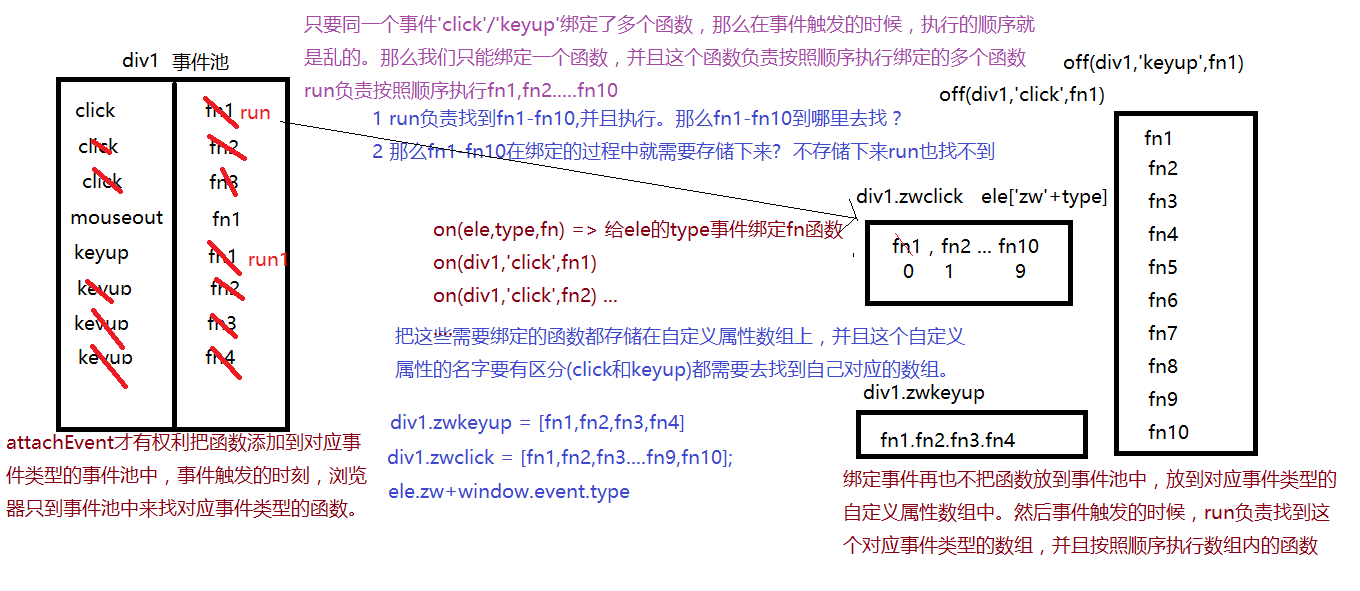 只要同一个事件'click'/'keyup'绑定了多个函数，那么在事件触发的时候，执行的顺序就
是乱的。那么我们只能绑定一个函数，并且这个函数负责按照顺序执行绑定的多个函数
run负责按照顺序执行fn1,fn2.....fn10
1 run负责找到fn1-fn10,并且执行。那么fn1-fn10到哪里去找？
2 那么fn1-fn10在绑定的过程中就需要存储下来？不存储下来run也找不到
div1 事件池
click fn1 run
click fn2
click fn3
mouseout fn1
keyup fn1 run1
keyup fn2
keyup fn3
keyup fn4
attachEvent才有权利把函数添加到对应事
件类型的事件池中，事件触发的时刻，浏览
器只到事件池中来找对应事件类型的函数。
on(ele,type,fn) => 给ele的type事件绑定fn函数
on(div1,'click',fn1)
on(div1,'click',fn2) ...
把这些需要绑定的函数都存储在自定义属性数组上，并且这个自定义
属性的名字要有区分(click和keyup)都需要去找到自己对应的数组。
div1.zwkeyup = [fn1,fn2,fn3,fn4]
div1.zwclick = [fn1,fn2,fn3....fn9,fn10];
ele.zw+window.event.type
off(div1,'keyup',fn1)
off(div1,'click',fn1)
div1.zwclick ele['zw'+type]
fn1 , fn2 ... fn10
0 1 9
div1.zwkeyup
fn1.fn2.fn3.fn4
fn1
fn2
fn3
fn4
fn5
fn6
fn7
fn8
fn9
fn10
绑定事件再也不把函数放到事件池中，放到对应事件类型的
自定义属性数组中。然后事件触发的时候，run负责找到这
个对应事件类型的数组，并且按照顺序执行数组内的函数